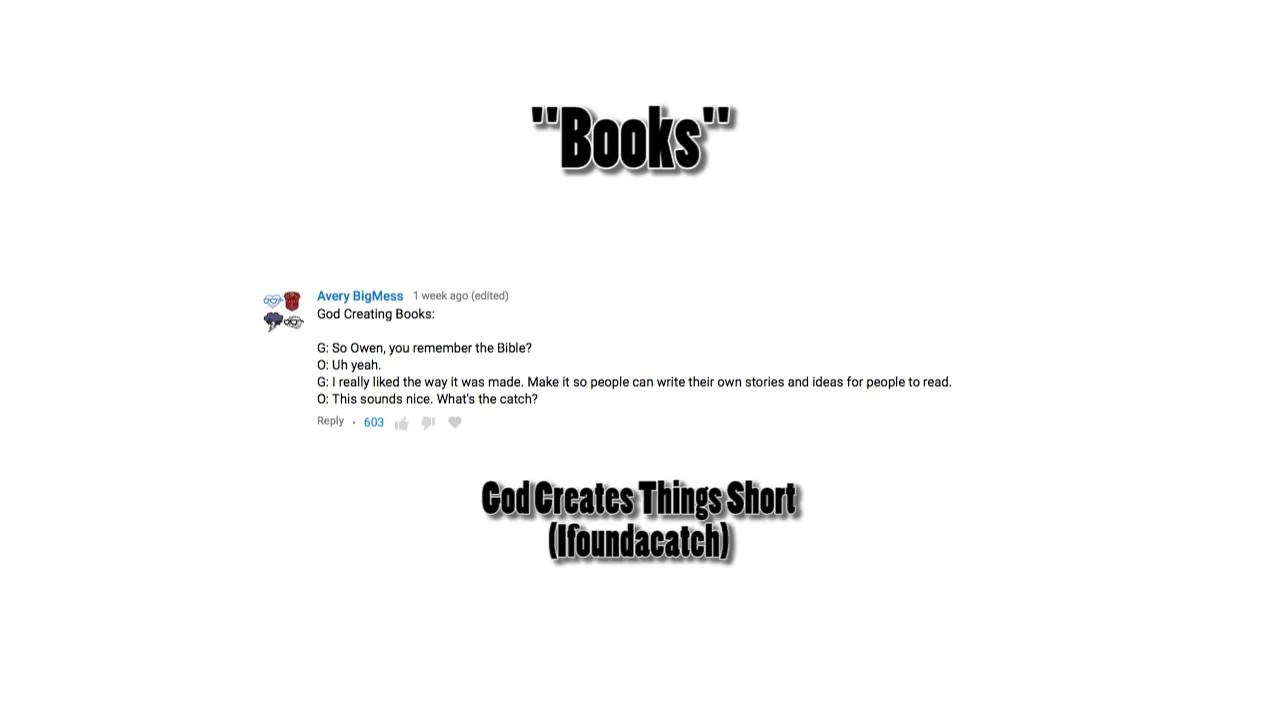 "Books"
Avery BigMess 1 week ago (edited)
God Creating Books:
G: So Owen, you remember the Bible?
O: Uh yeah.
G: I really liked the way it was made. Make it so people can write their own stories and ideas for people to read.
O: This sounds nice. What's the catch?
Reply · 603
God Creates Things Short
(Ifoundacatch)